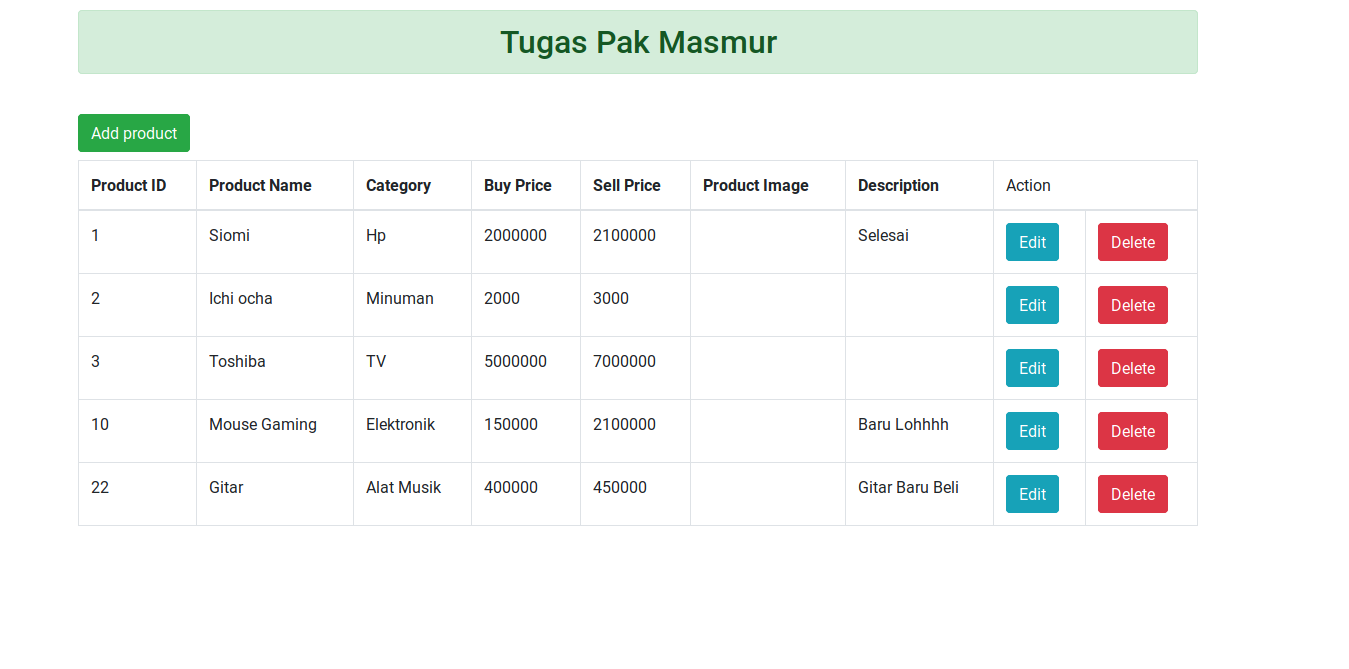 Tugas Pak Masmur
Add product
Product ID Product Name Category Buy Price Sell Price Product Image Description Action
1 Siomi Hp 2000000 2100000 Selesai Edit Delete
2 Ichi ocha Minuman 2000 3000 Edit Delete
3 Toshiba TV 5000000 7000000 Edit Delete
10 Mouse Gaming Elektronik 150000 2100000 Baru Lohhhh Edit Delete
22 Gitar Alat Musik 400000 450000 Gitar Baru Beli Edit Delete